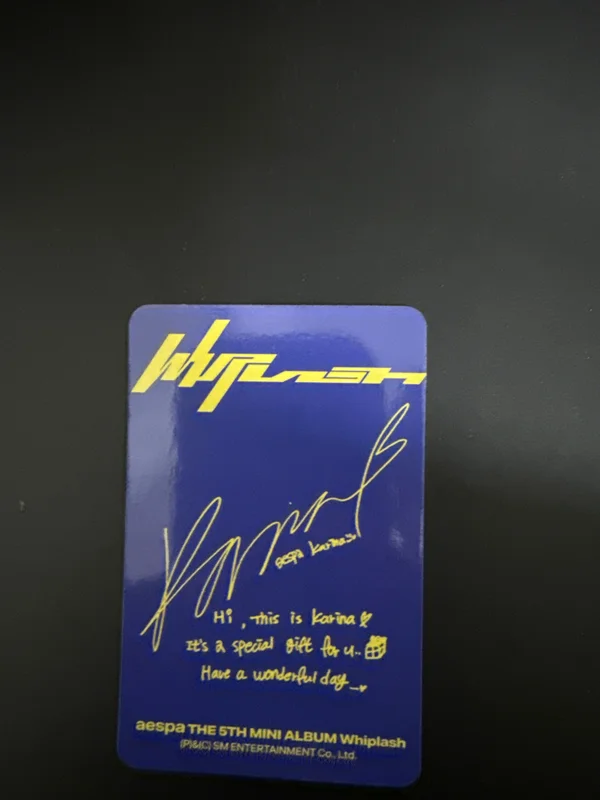 Whiplash
Karina
aespa Karina
Hi, This is Karina
It's a special gift for u..
Have a wonderful day
aespa THE 5TH MINI ALBUM Whiplash
(P)&(C) SM ENTERTAINMENT Co., Ltd.